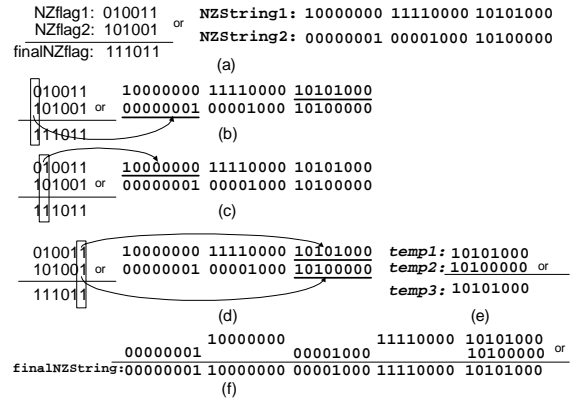 NZflag1: 010011 or NZString1: 10000000 11110000 10101000
NZflag2: 101001 NZString2: 00000001 00001000 10100000
finalNZflag: 111011
(a)
010011 10000000 11110000 10101000
101001 or 00000001 00001000 10100000
111011
(b)
010011 10000000 11110000 10101000
101001 or 00000001 00001000 10100000
111011
(c)
010011 10000000 11110000 10101000 temp1: 10101000
101001 or 00000001 00001000 10100000 temp2: 10100000 or
111011 temp3: 10101000
(d) (e)
10000000 11110000 10101000
00000001 00001000 10100000 or
finalNZString:00000001 10000000 00001000 11110000 10101000
(f)